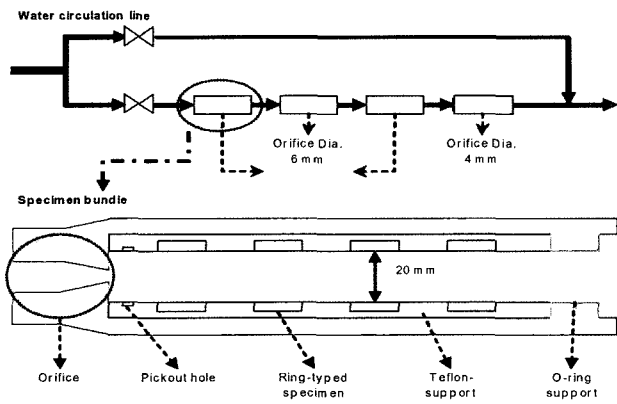 Water circulation line
Orifice Dia.
6 mm
Orifice Dia.
4 mm
Specimen bundle
20 mm
Orifice
Pickout hole
Ring-typed
specimen
Teflon-
support
O-ring
support